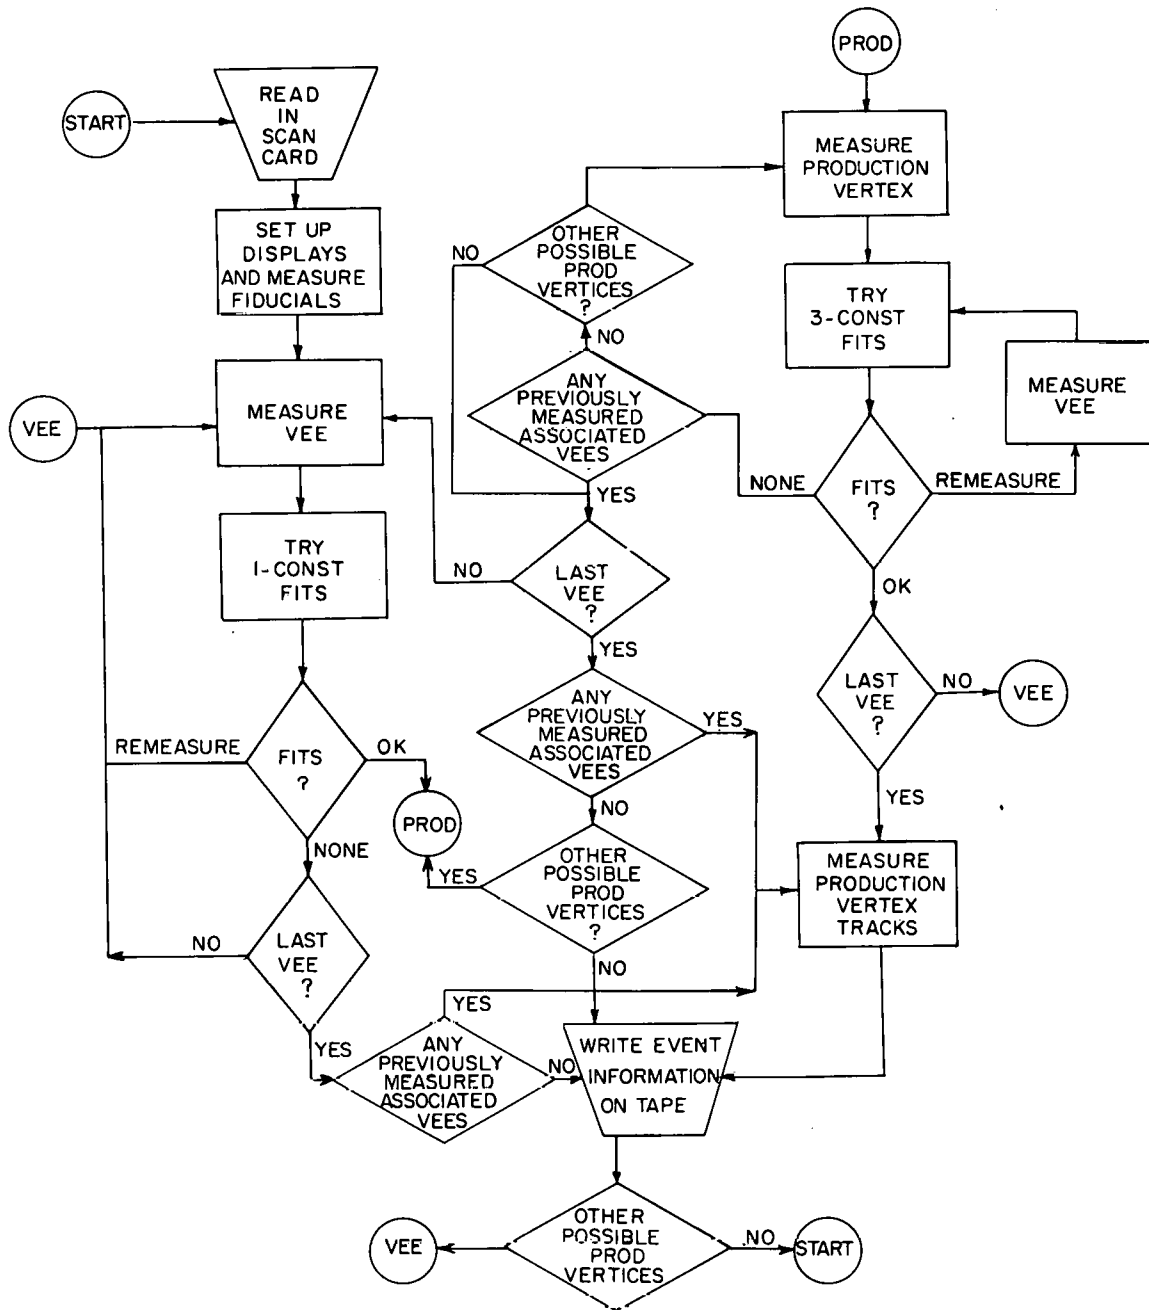 START
READ
IN
SCAN
CARD
SET UP
DISPLAYS
AND MEASURE
FIDUCIALS
VEE
MEASURE
VEE
TRY
1-CONST
FITS
FITS
?
REMEASURE
OK
NONE
PROD
LAST
VEE
?
NO
YES
ANY
PREVIOUSLY
MEASURED
ASSOCIATED
VEES
YES
NO
OTHER
POSSIBLE
PROD
VERTICES
?
NO
NO
ANY
PREVIOUSLY
MEASURED
ASSOCIATED
VEES
YES
LAST
VEE
?
NO
YES
ANY
PREVIOUSLY
MEASURED
ASSOCIATED
VEES
YES
NO
OTHER
POSSIBLE
PROD
VERTICES
?
YES
NO
WRITE EVENT
INFORMATION
ON TAPE
OTHER
POSSIBLE
PROD
VERTICES
VEE
NO
START
PROD
MEASURE
PRODUCTION
VERTEX
TRY
3-CONST
FITS
MEASURE
VEE
FITS
?
NONE
REMEASURE
OK
LAST
VEE
?
NO
VEE
YES
MEASURE
PRODUCTION
VERTEX
TRACKS